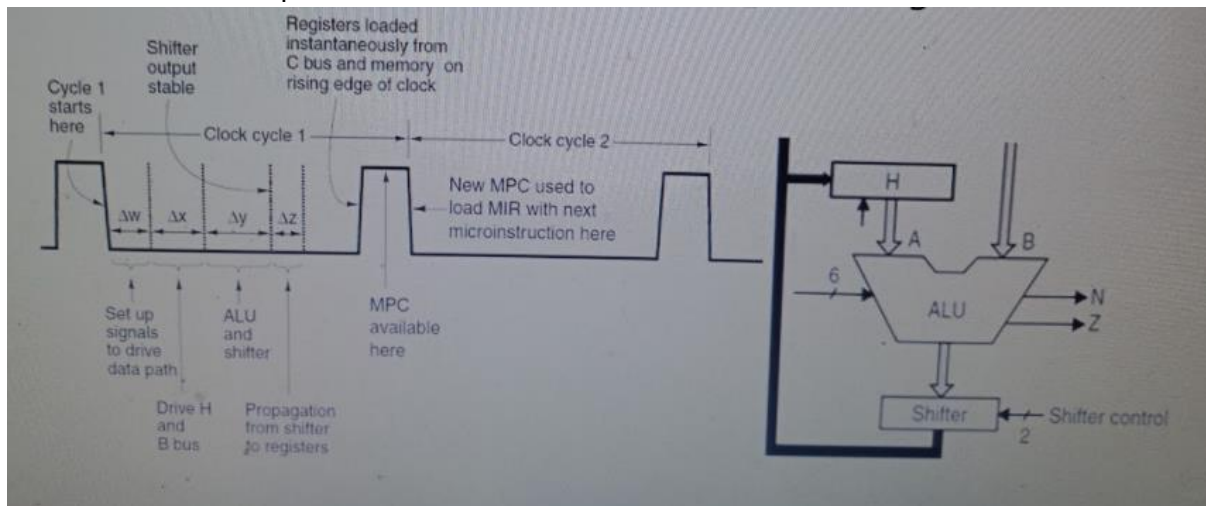 Registers loaded
instantaneously from
C bus and memory on
rising edge of clock
Shifter
output
stable
Cycle 1
starts
here
Clock cycle 1
Clock cycle 2
Δw
Δx
Δy
Δz
New MPC used to
load MIR with next
microinstruction here
Set up
signals
to drive
data path
ALU
and
shifter
MPC
available
here
Drive H
and
B bus
Propagation
from shifter
to registers
H
A
B
6
ALU
N
Z
Shifter
Shifter control
2